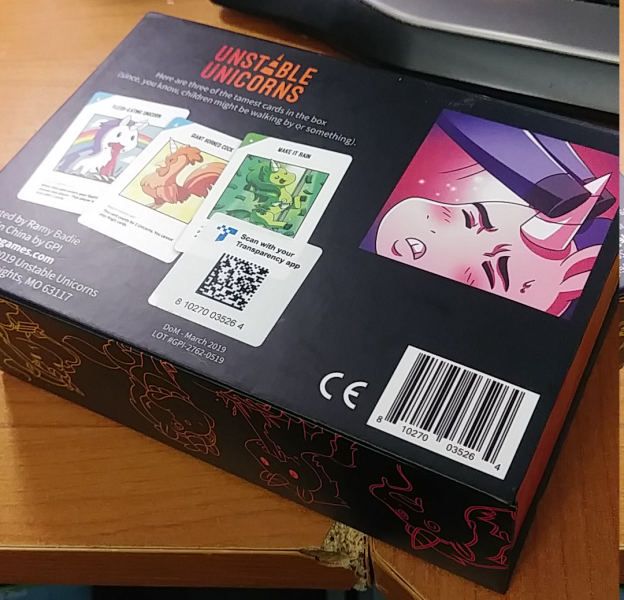 UNSTABLE
UNICORNS
Here are three of the tamest cards in the box
(since, you know, children might be walking by or something).
FLESH-EATING UNICORN
GIANT HORNED COCK
MAKE IT RAIN
Scan with your
Transparency app
8 10270 03526 4
ted by Ramy Badie
n China by GPI
games.com
019 Unstable Unicorns
ights, MO 63117
DoM - March 2019
LOT #GPI-2762-0519
CE
8 10270 03526 4